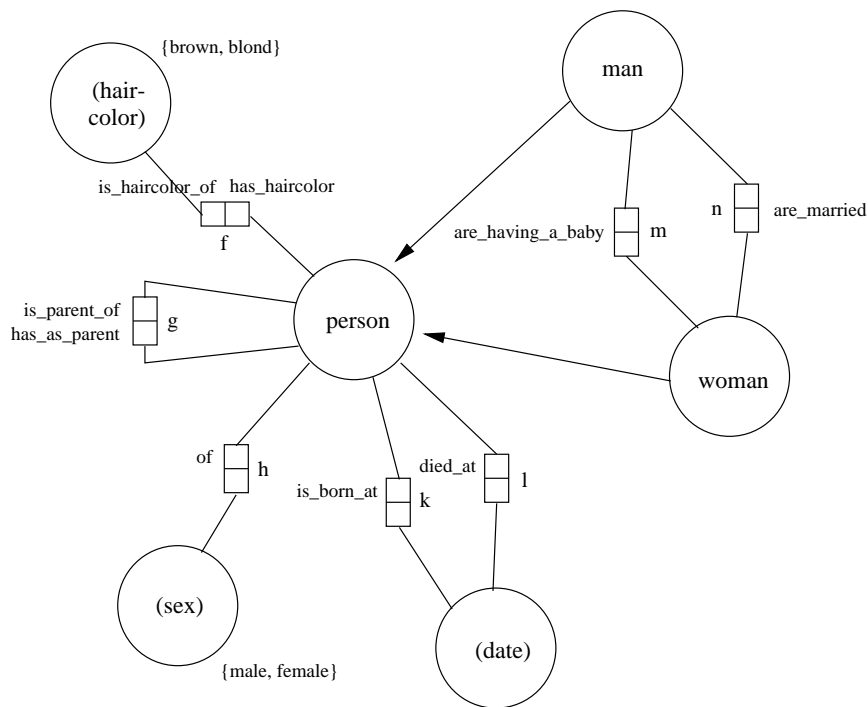 {brown, blond}
(hair-
color)
man
is_haircolor_of
has_haircolor
f
n
are_married
are_having_a_baby
m
is_parent_of
has_as_parent
g
person
woman
of
h
is_born_at
k
died_at
l
(sex)
{male, female}
(date)